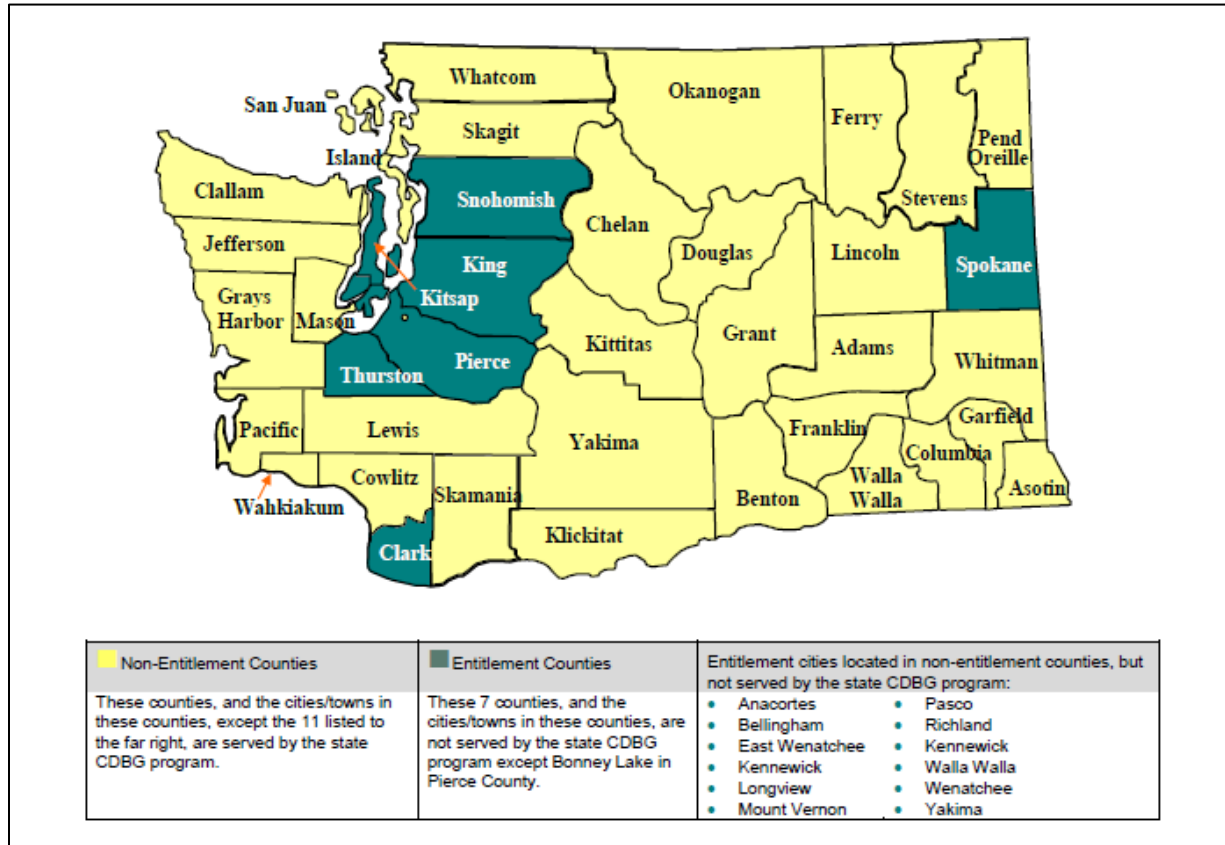 Whatcom
Okanogan
San Juan
Ferry
Skagit
Pend
Oreille
Island
Clallam
Stevens
Snohomish
Chelan
Jefferson
Douglas
Lincoln
King
Spokane
Kitsap
Grays
Harbor
Mason
Grant
Kittitas
Adams
Whitman
Pierce
Thurston
Garfield
Pacific
Lewis
Yakima
Franklin
Columbia
Cowlitz
Walla
Walla
Wahkiakum
Skamania
Benton
Asotin
Klickitat
Clark
Non-Entitlement Counties
These counties, and the cities/towns in
these counties, except the 11 listed to
the far right, are served by the state
CDBG program.
Entitlement Counties
These 7 counties, and the
cities/towns in these counties, are
not served by the state CDBG
program except Bonney Lake in
Pierce County.
Entitlement cities located in non-entitlement counties, but
not served by the state CDBG program:
• Anacortes
• Bellingham
• East Wenatchee
• Kennewick
• Longview
• Mount Vernon
• Pasco
• Richland
• Kennewick
• Walla Walla
• Wenatchee
• Yakima